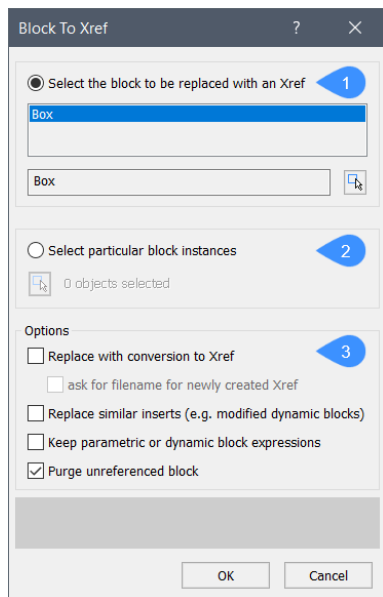 Block To Xref ?
Select the block to be replaced with an Xref 1
Box
Box
Select particular block instances 2
0 objects selected
Options
Replace with conversion to Xref 3
ask for filename for newly created Xref
Replace similar inserts (e.g. modified dynamic blocks)
Keep parametric or dynamic block expressions
Purge unreferenced block
OK Cancel